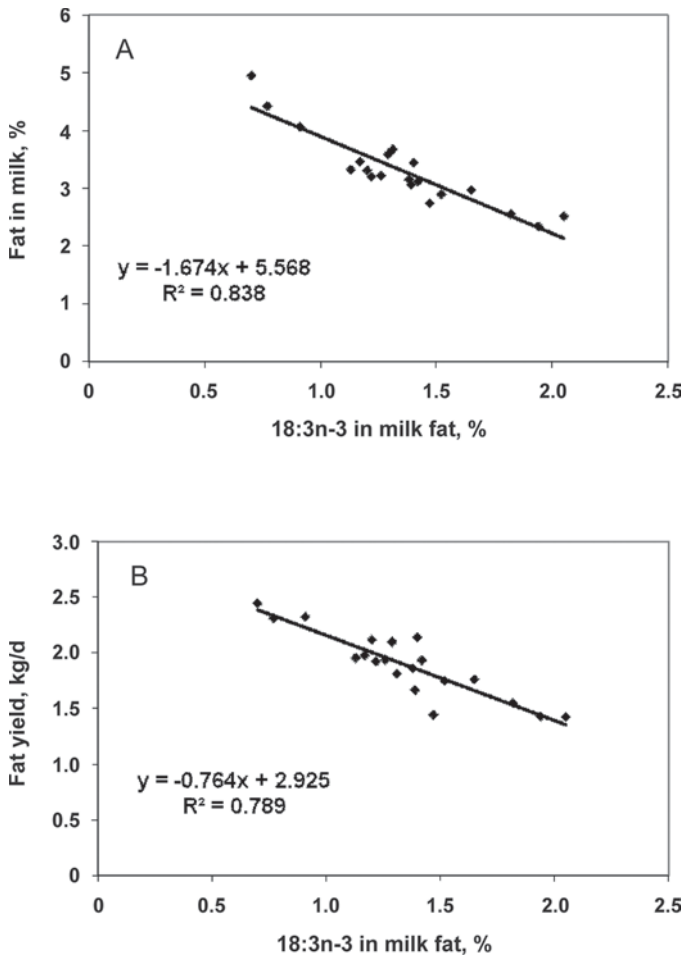 A
Fat in milk, %
6
5
4
3
2
1
0
y = -1.674x + 5.568
R² = 0.838
0
0.5
1.0
1.5
2.0
2.5
18:3n-3 in milk fat, %
B
Fat yield, kg/d
3.0
2.5
2.0
1.5
1.0
0.5
0
y = -0.764x + 2.925
R² = 0.789
0
0.5
1.0
1.5
2.0
2.5
18:3n-3 in milk fat, %